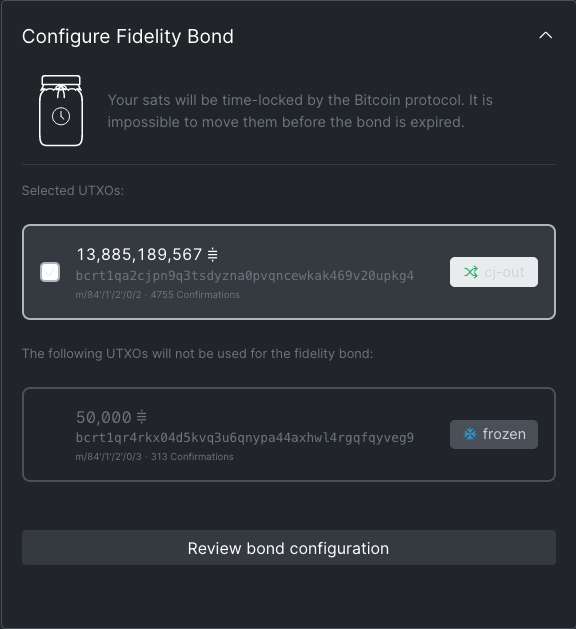 Configure Fidelity Bond
Your sats will be time-locked by the Bitcoin protocol. It is
impossible to move them before the bond is expired.
Selected UTXOs:
13,885,189,567
bcrt1qa2cjpn9q3tsdyzna0pvqncewkak469v20upkg4
cj-out
m/84'/1'/2'/0/2 · 4755 Confirmations
The following UTXOs will not be used for the fidelity bond:
50,000
bcrt1qr4rkx04d5kvq3u6qnypa44axhwl4rgqfqyveg9
frozen
m/84'/1'/2'/0/3 · 313 Confirmations
Review bond configuration